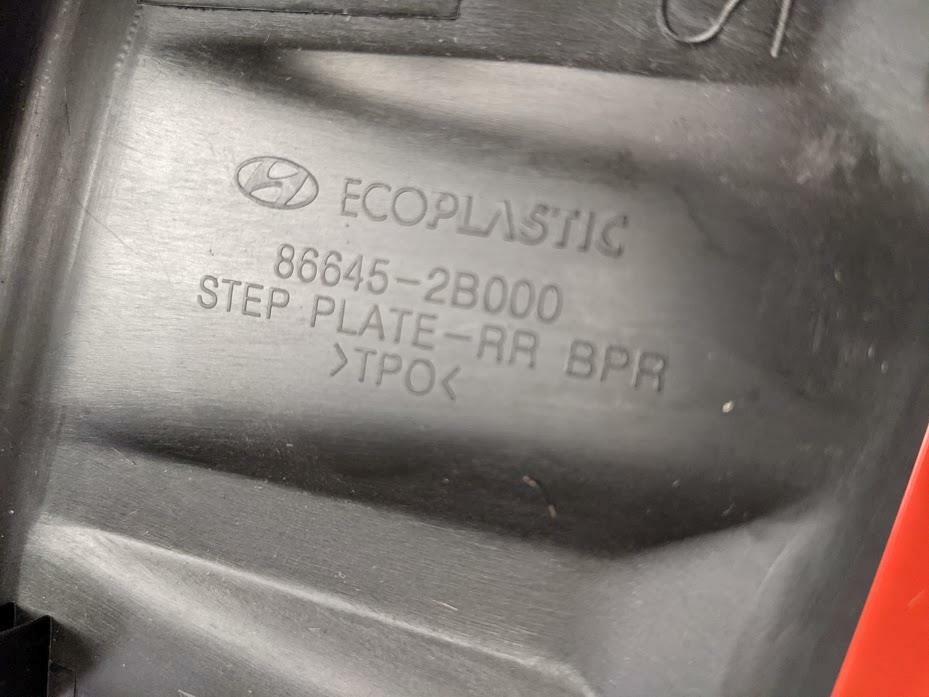 ECOPLASTIC
86645-2B000
STEP PLATE-RR BPR
>TPO<